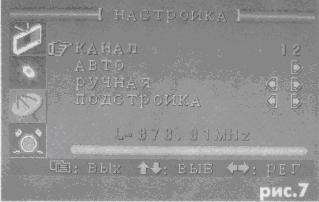 НАСТРОЙКА
КАНАЛ 12
АВТО
РУЧНАЯ
ПОДСТРОЙКА
L-878.81MHz
: ВЫХ : ВЫБ : РЕГ
рис.7